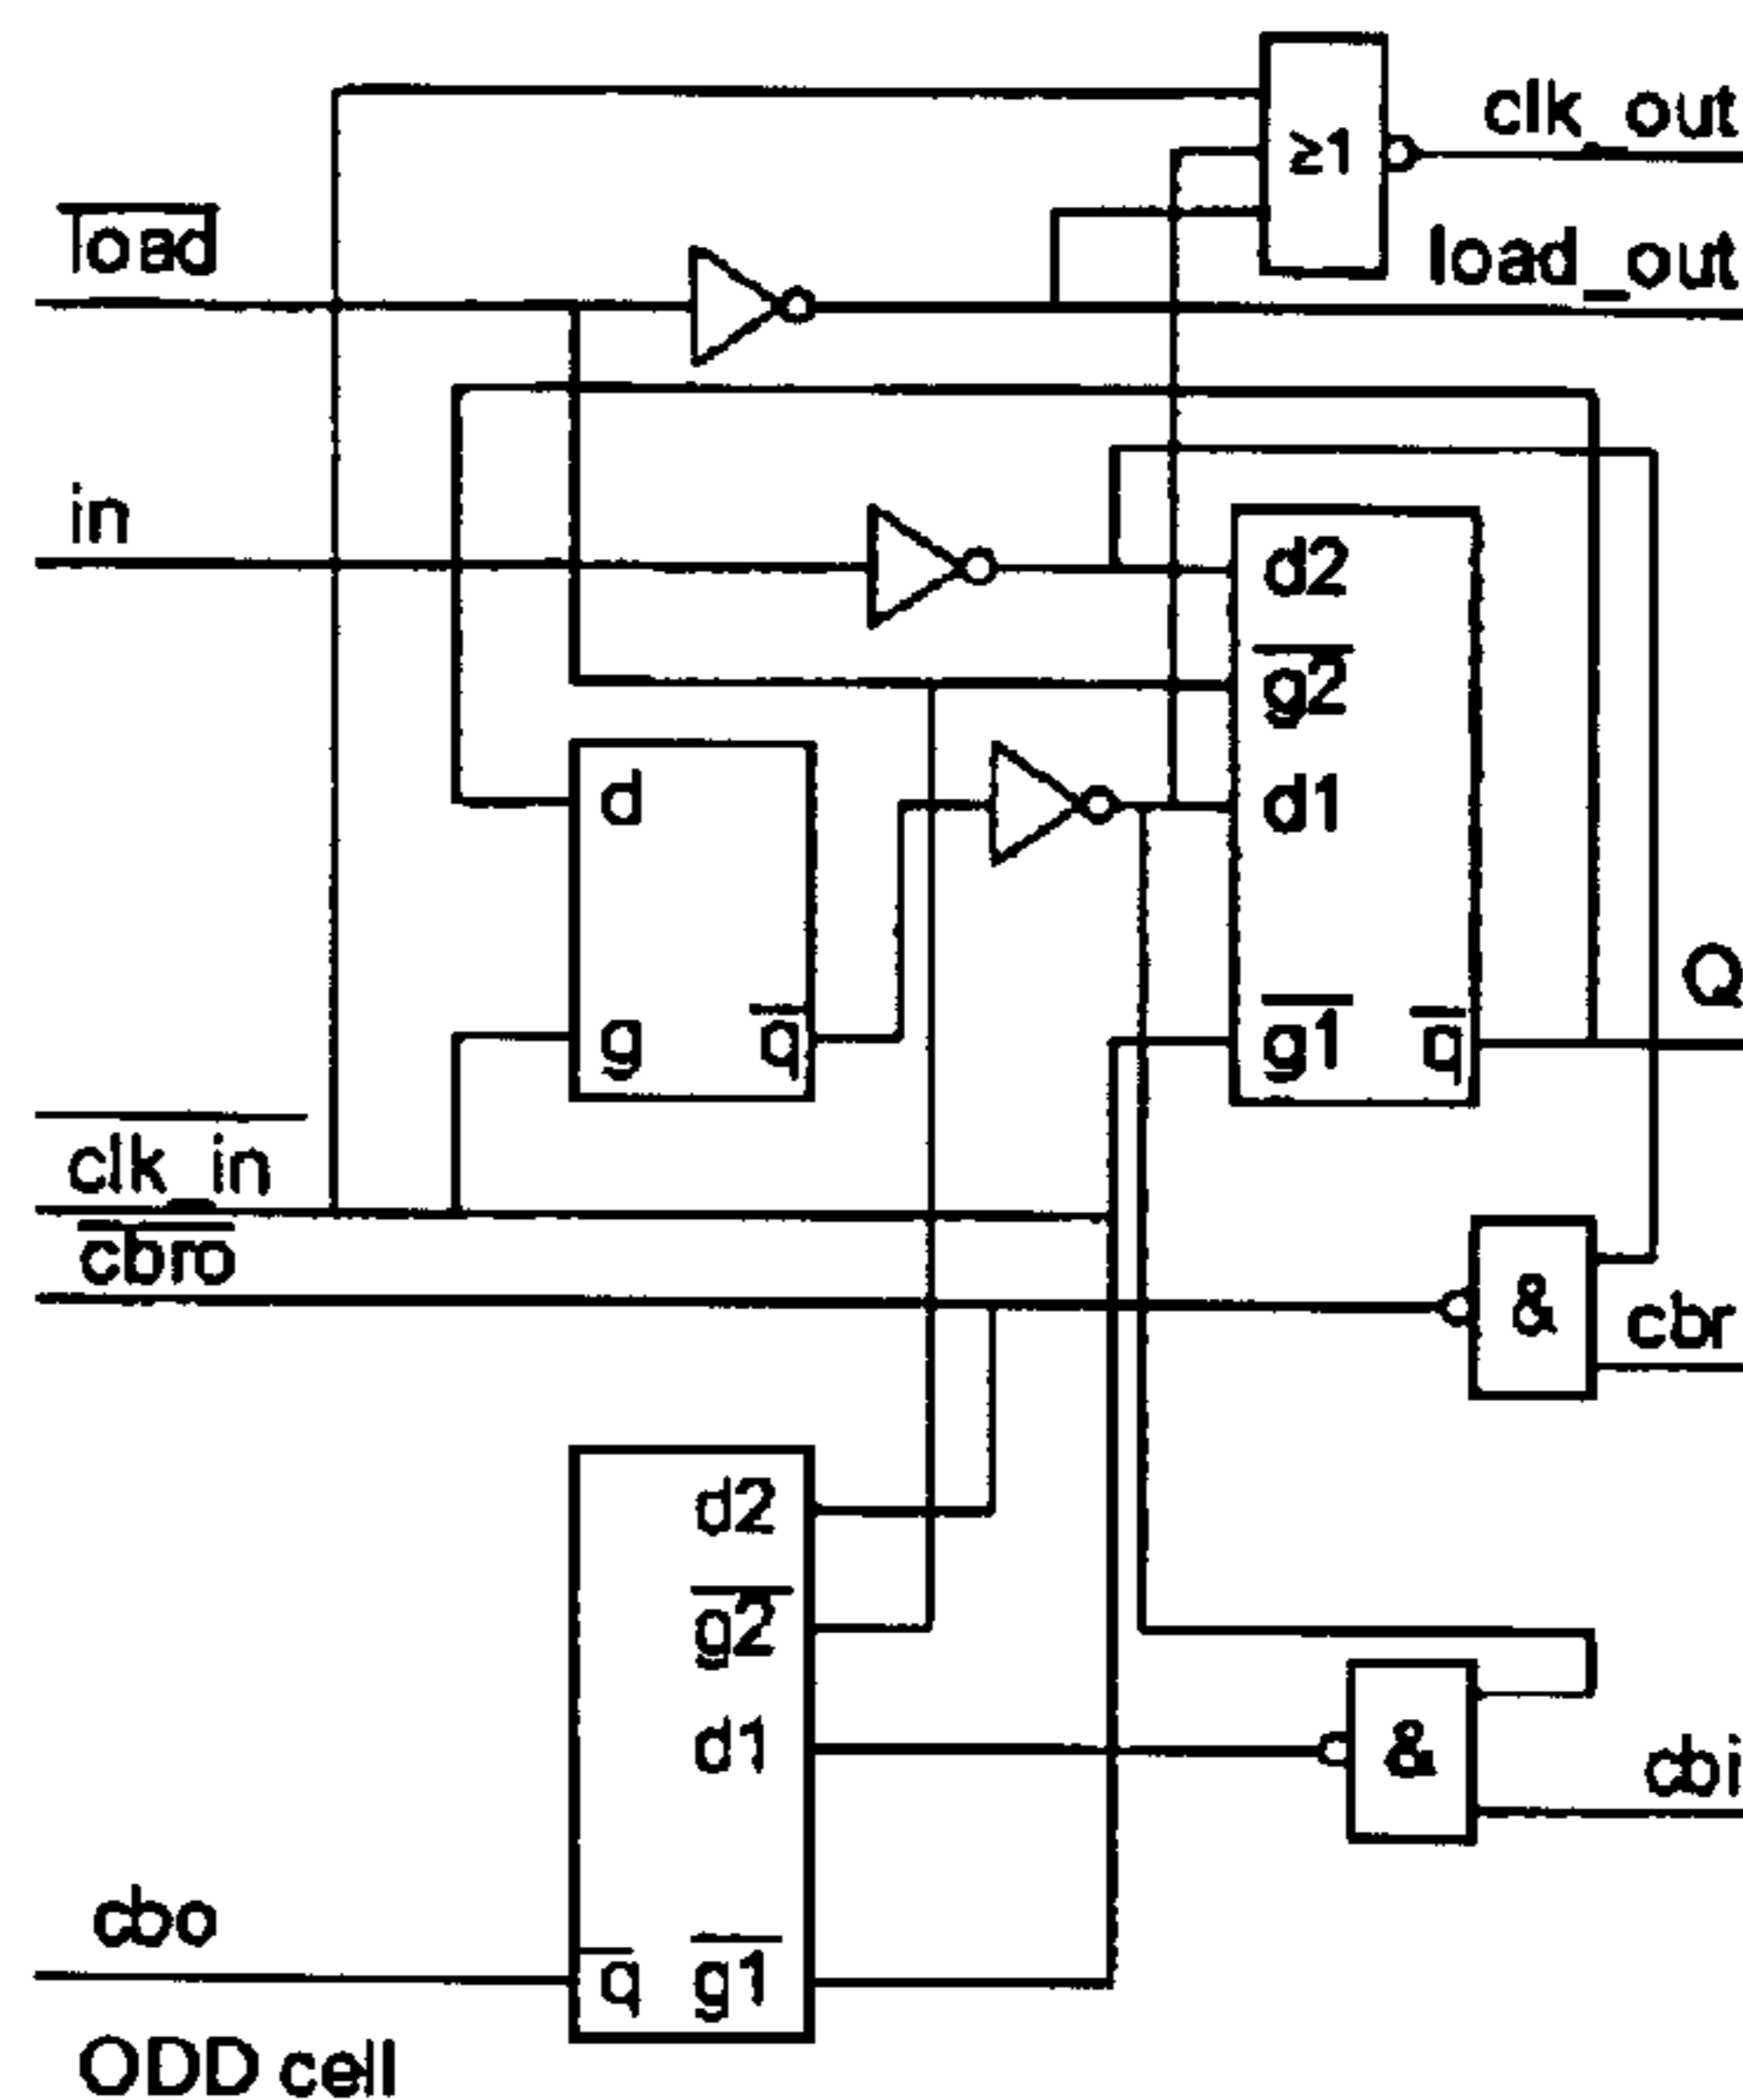 clk_out
≥1
load
load_out
in
d2
g2
d
d1
Q
g
q
g1
q
clk_in
cbro
&
cbr
d2
g2
d1
&
cbi
cbo
q
g1
ODD cell